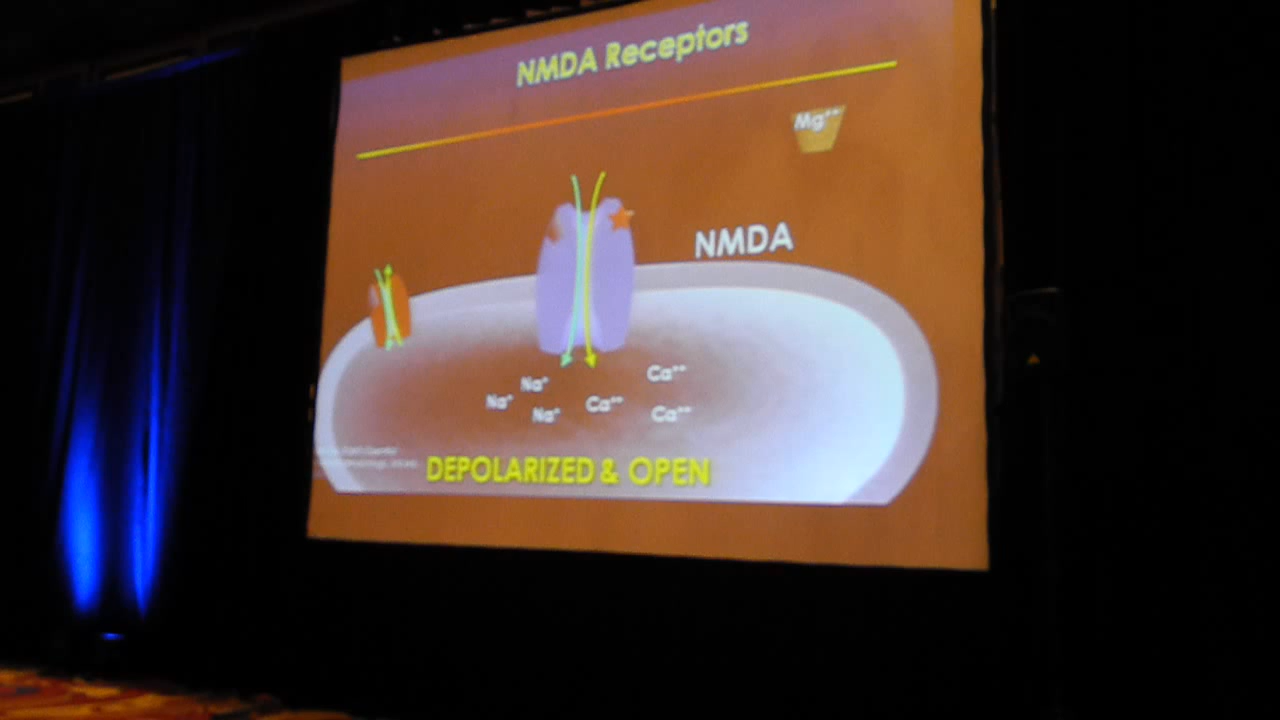 NMDA Receptors
Mg⁺⁺
NMDA
Ca⁺⁺
Na⁺
Na⁺
Ca⁺⁺
Na⁺
Ca⁺⁺
DEPOLARIZED & OPEN